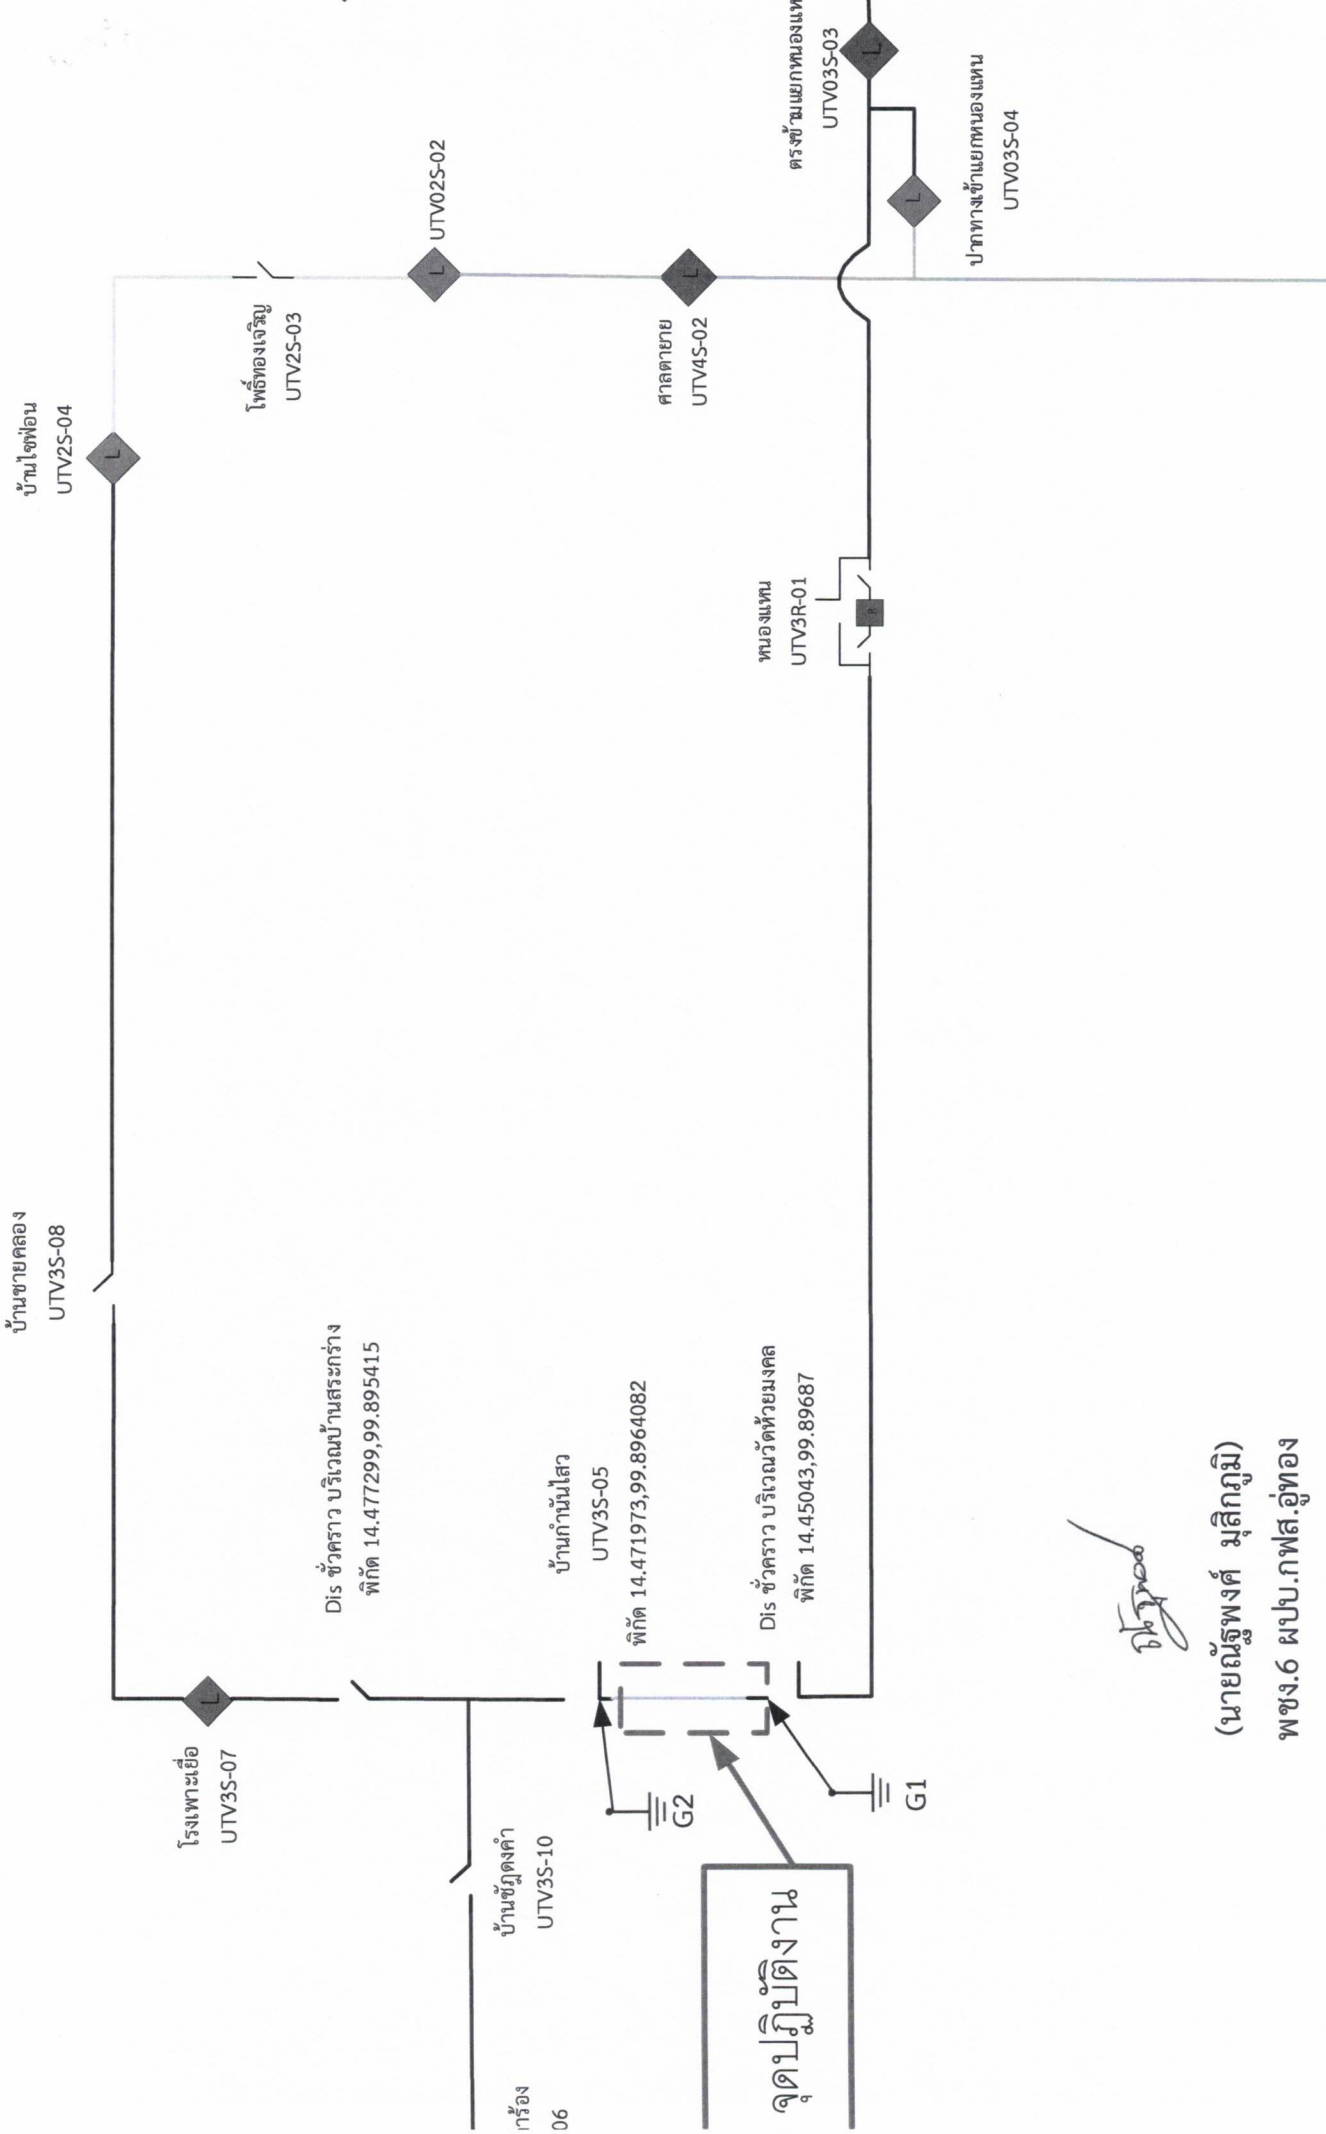 บ้านชายคลอง
UTV3S-08
บ้านไซฟ่อน
UTV2S-04
โพธิ์ทองเจริญ
UTV2S-03
UTV02S-02
ศาลตายาย
UTV4S-02
ตรงข้ามแยกหนองแห
UTV03S-03
ปากทางเข้าแยกหนองแหน
UTV03S-04
หนองแหน
UTV3R-01
โรงเพาะเยื่อ
UTV3S-07
Dis ชั่วคราว บริเวณบ้านสระกร่าง
พิกัด 14.477299,99.895415
บ้านกำนันไสว
UTV3S-05
พิกัด 14.471973,99.8964082
Dis ชั่วคราว บริเวณวัดห้วยมงคล
พิกัด 14.45043,99.89687
บ้านชัฎดงคำ
UTV3S-10
าร้อง
06
G2
G1
จุดปฏิบัติงาน
L
L
L
L
L
L
R
(นายณัฐพงศ์ มุสิกภูมิ)
พชง.6 ผปบ.กฟส.อู่ทอง